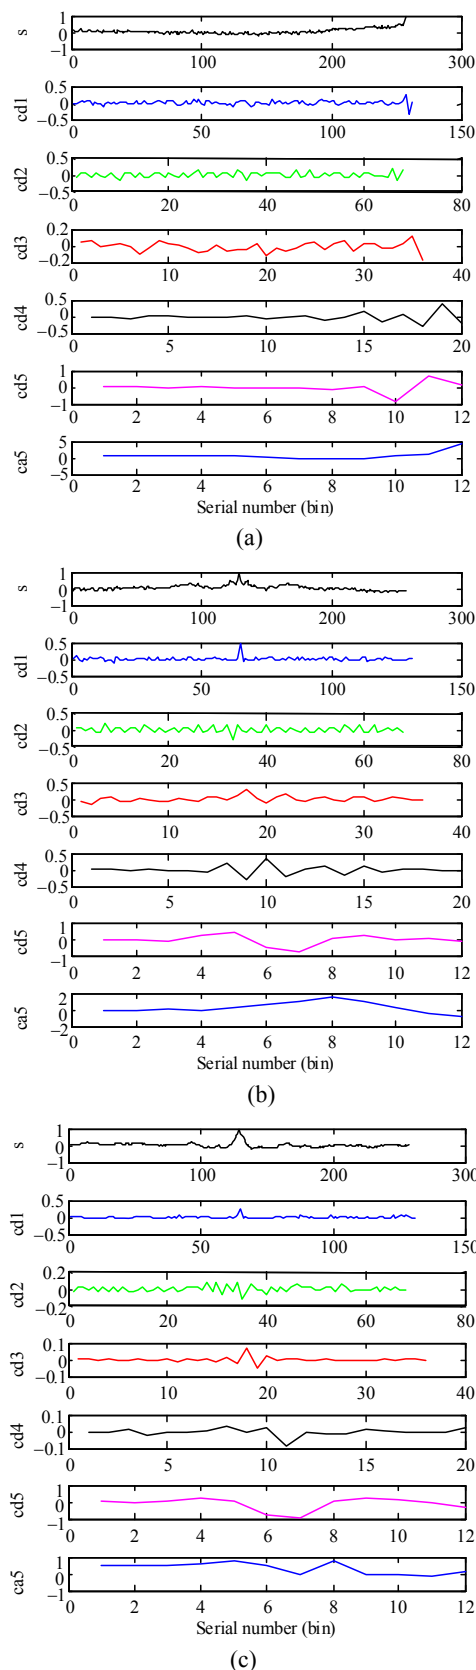 s
1
0
−1
0 100 200 300
cd1
0.5
0
−0.5
0 50 100 150
cd2
0.5
0
−0.5
0 20 40 60 80
cd3
0.2
0
−0.2
0 10 20 30 40
cd4
0.5
0
−0.5
0 5 10 15 20
cd5
1
0
−1
0 2 4 6 8 10 12
ca5
5
0
−5
0 2 4 6 8 10 12
Serial number (bin)
(a)
s
1
0
−1
0 100 200 300
cd1
0.5
0
−0.5
0 50 100 150
cd2
0.5
0
−0.5
0 20 40 60 80
cd3
0.5
0
−0.5
0 10 20 30 40
cd4
0.5
0
−0.5
0 5 10 15 20
cd5
1
0
−1
0 2 4 6 8 10 12
ca5
2
0
−2
0 2 4 6 8 10 12
Serial number (bin)
(b)
s
1
0
−1
0 100 200 300
cd1
0.5
0
−0.5
0 50 100 150
cd2
0.2
0
−0.2
0 20 40 60 80
cd3
0.1
0
−0.1
0 10 20 30 40
cd4
0.1
0
−0.1
0 5 10 15 20
cd5
1
0
−1
0 2 4 6 8 10 12
ca5
1
0
−1
0 2 4 6 8 10 12
Serial number (bin)
(c)